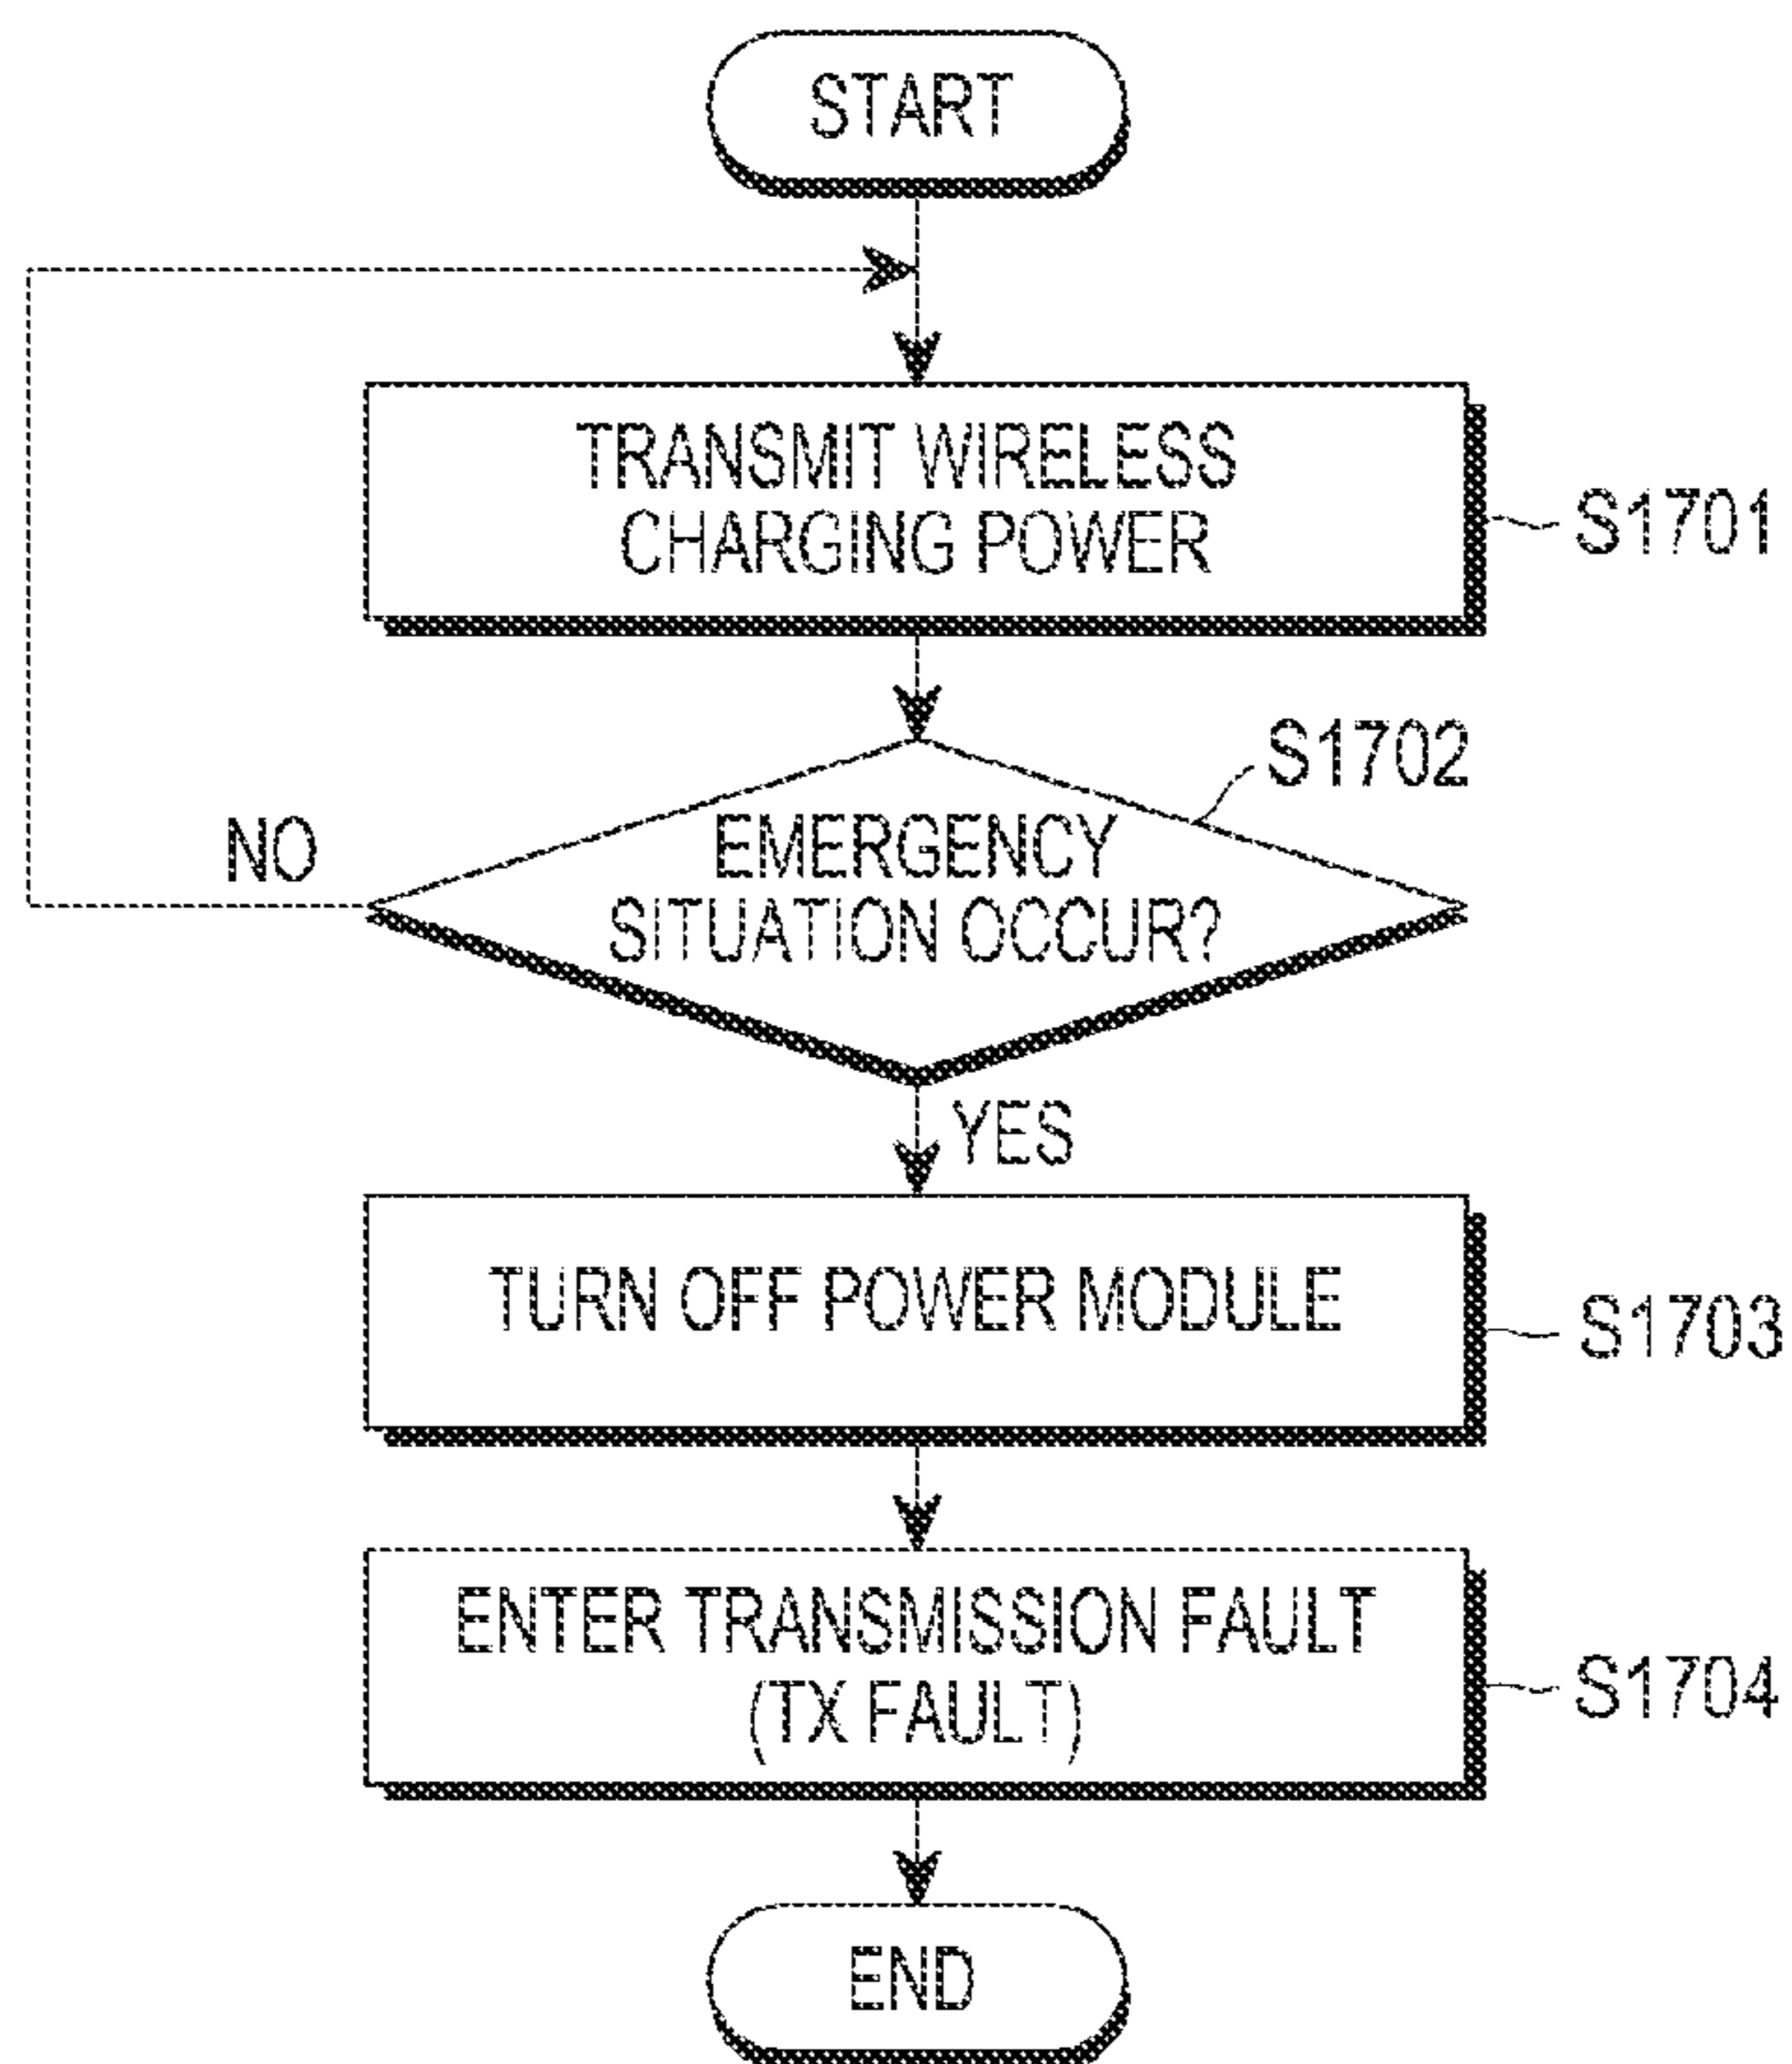 START
TRANSMIT WIRELESS
CHARGING POWER
S1701
S1702
EMERGENCY
SITUATION OCCUR?
NO
YES
TURN OFF POWER MODULE
S1703
ENTER TRANSMISSION FAULT
(TX FAULT)
S1704
END